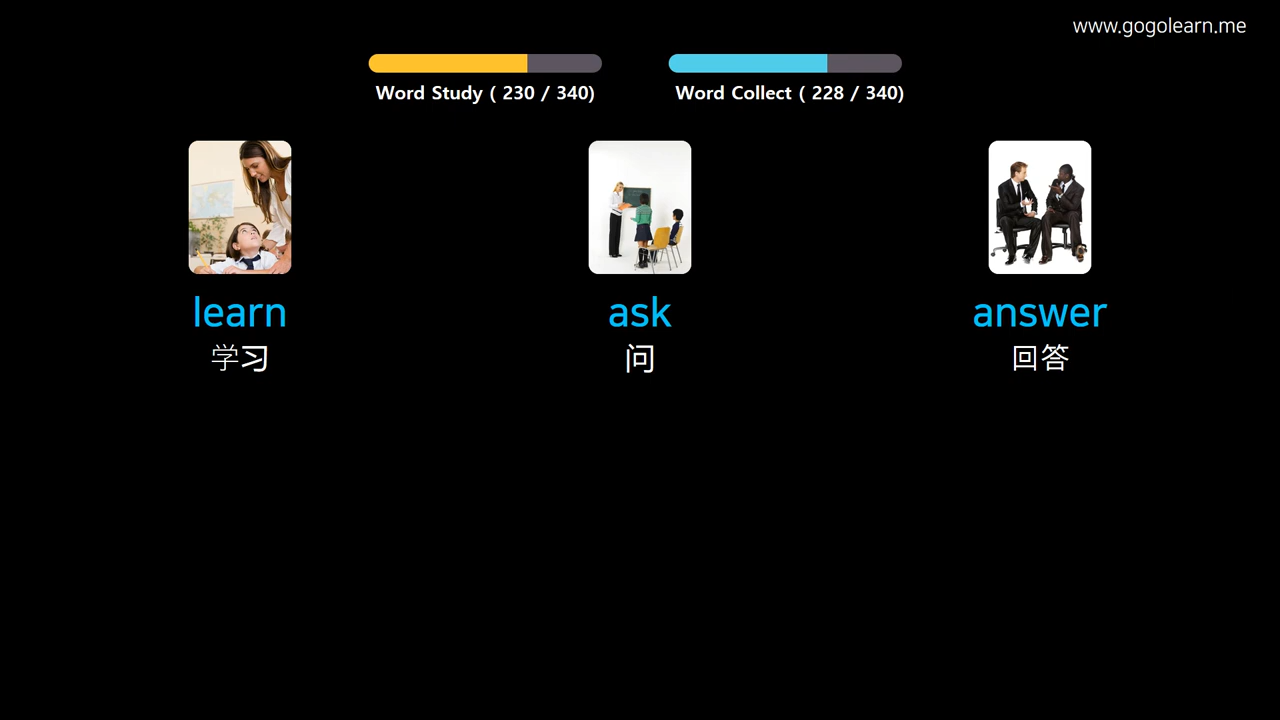 www.gogolearn.me
Word Study ( 230 / 340)
Word Collect ( 228 / 340)
learn
学习
ask
问
answer
回答